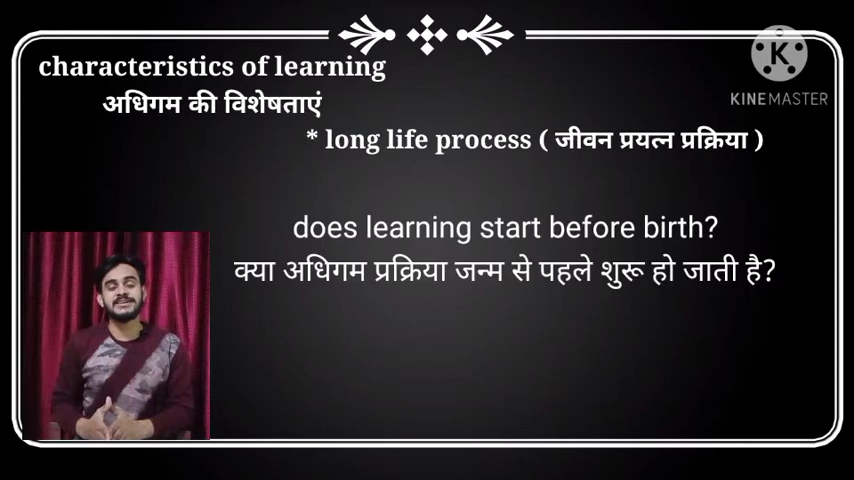 characteristics of learning
अधिगम की विशेषताएं
* long life process ( जीवन प्रयत्न प्रक्रिया )
K
KINEMASTER
does learning start before birth?
क्या अधिगम प्रक्रिया जन्म से पहले शुरू हो जाती है?